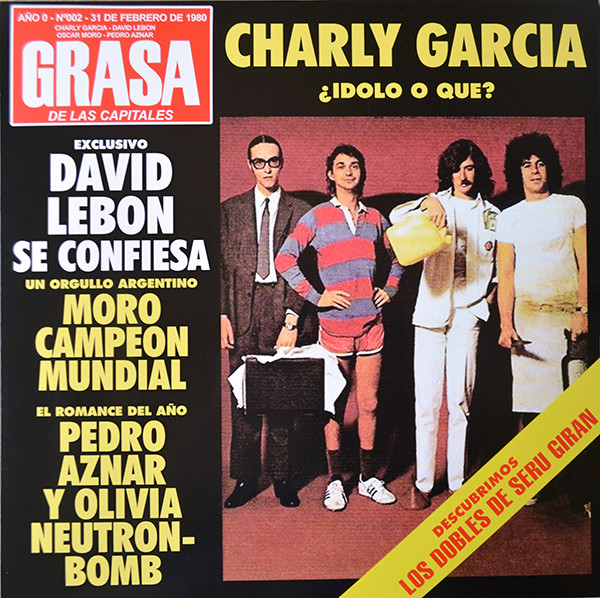 AÑO 0 - Nº002 - 31 DE FEBRERO DE 1980
CHARLY GARCIA - DAVID LEBON
OSCAR MORO - PEDRO AZNAR
GRASA
DE LAS CAPITALES
CHARLY GARCIA
¿IDOLO O QUE?
EXCLUSIVO
DAVID
LEBON
SE CONFIESA
UN ORGULLO ARGENTINO
MORO
CAMPEON
MUNDIAL
EL ROMANCE DEL AÑO
PEDRO
AZNAR
Y OLIVIA
NEUTRON-
BOMB
DESCUBRIMOS
LOS DOBLES DE SERU GIRAN